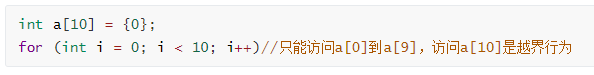 int a[10] = {0};
for (int i = 0; i < 10; i++)//只能访问a[0]到a[9]，访问a[10]是越界行为